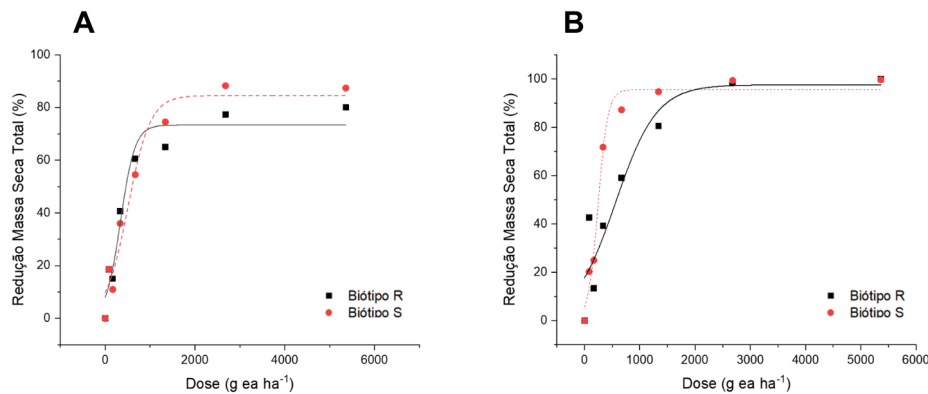 A
B
Redução Massa Seca Total (%)
100
80
60
40
20
0
Biótipo R
Biótipo S
0
2000
4000
6000
Dose (g ea ha⁻¹)
Redução Massa Seca Total (%)
100
80
60
40
20
0
Biótipo R
Biótipo S
0
1000
2000
3000
4000
5000
6000
Dose (g ea ha⁻¹)